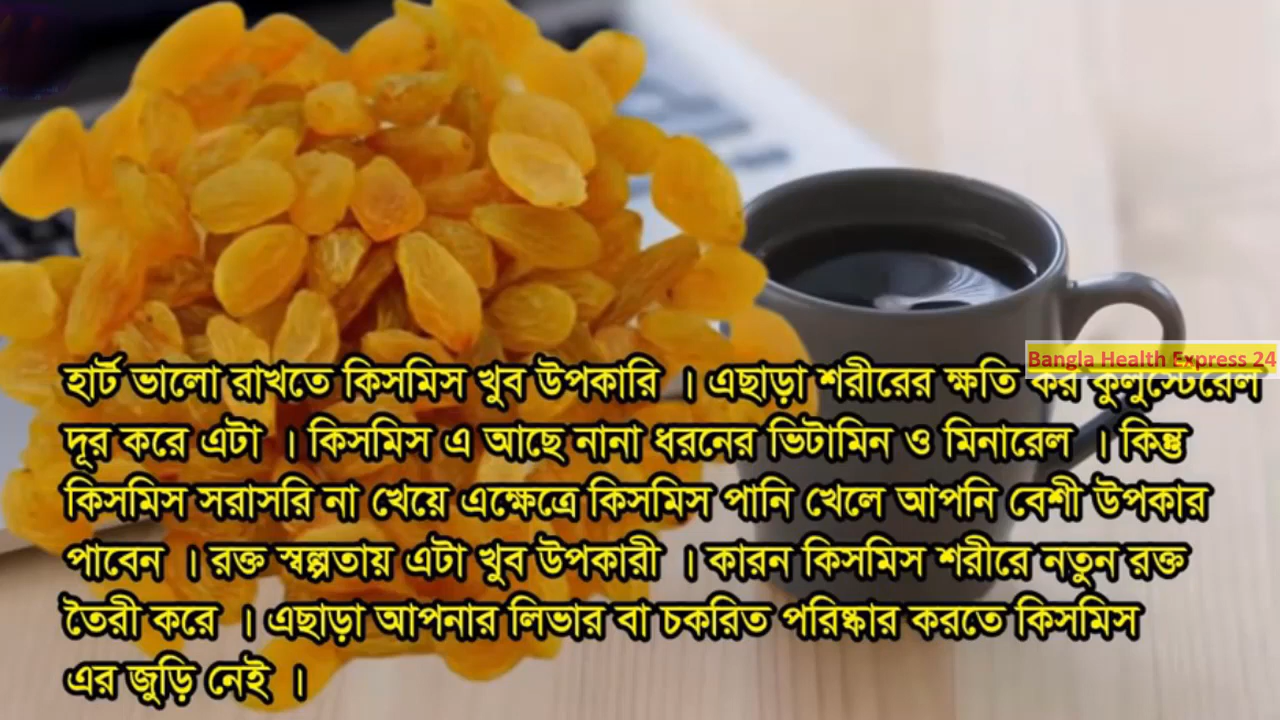 হার্ট ভালো রাখতে কিসমিস খুব উপকারি । এছাড়া শরীরের ক্ষতি কর কুলুস্টেরেল
Bangla Health Express 24
দূর করে এটা । কিসমিস এ আছে নানা ধরনের ভিটামিন ও মিনারেল । কিন্তু
কিসমিস সরাসরি না খেয়ে এক্ষেত্রে কিসমিস পানি খেলে আপনি বেশী উপকার
পাবেন । রক্ত স্বল্পতায় এটা খুব উপকারী । কারন কিসমিস শরীরে নতুন রক্ত
তৈরী করে । এছাড়া আপনার লিভার বা চকরিত পরিষ্কার করতে কিসমিস
এর জুড়ি নেই ।